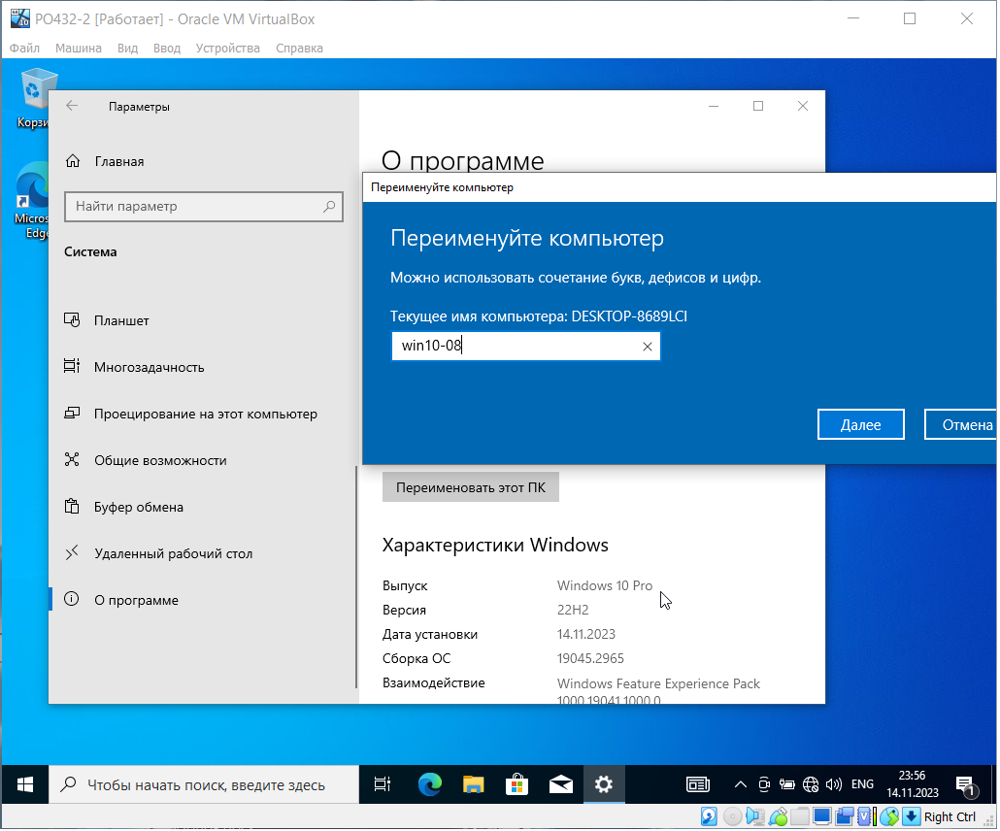 PO432-2 [Работает] - Oracle VM VirtualBox
Файл Машина Вид Ввод Устройства Справка
Корзи
Micros
Edge
Параметры
Главная
Найти параметр
Система
Планшет
Многозадачность
Проецирование на этот компьютер
Общие возможности
Буфер обмена
Удаленный рабочий стол
О программе
О программе
Переименуйте компьютер
Переименуйте компьютер
Можно использовать сочетание букв, дефисов и цифр.
Текущее имя компьютера: DESKTOP-8689LCI
win10-08
Далее Отмена
Переименовать этот ПК
Характеристики Windows
Выпуск Windows 10 Pro
Версия 22H2
Дата установки 14.11.2023
Сборка ОС 19045.2965
Взаимодействие Windows Feature Experience Pack
1000.19041.1000.0
Чтобы начать поиск, введите здесь
ENG
23:56
14.11.2023
1
Right Ctrl